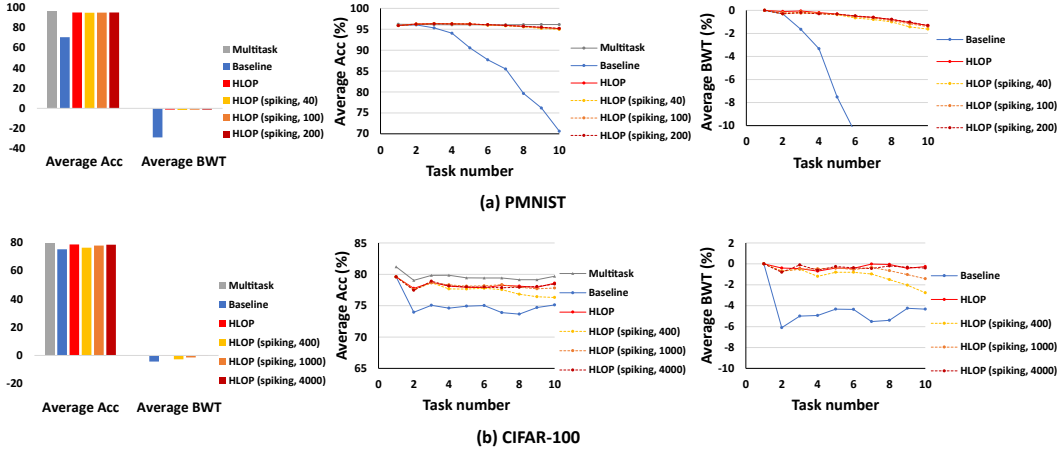 100
80
60
40
20
0
-20
-40
Average Acc
Average BWT
Multitask
Baseline
HLOP
HLOP (spiking, 40)
HLOP (spiking, 100)
HLOP (spiking, 200)
Average Acc (%)
100
95
90
85
80
75
70
0 2 4 6 8 10
Task number
Multitask
Baseline
HLOP
HLOP (spiking, 40)
HLOP (spiking, 100)
HLOP (spiking, 200)
Average BWT (%)
0
-2
-4
-6
-8
-10
0 2 4 6 8 10
Task number
Baseline
HLOP
HLOP (spiking, 40)
HLOP (spiking, 100)
HLOP (spiking, 200)
(a) PMNIST
80
60
40
20
0
-20
Average Acc
Average BWT
Multitask
Baseline
HLOP
HLOP (spiking, 400)
HLOP (spiking, 1000)
HLOP (spiking, 4000)
Average Acc (%)
85
80
75
70
65
0 2 4 6 8 10
Task number
Multitask
Baseline
HLOP
HLOP (spiking, 400)
HLOP (spiking, 1000)
HLOP (spiking, 4000)
Average BWT (%)
2
0
-2
-4
-6
-8
-10
0 2 4 6 8 10
Task number
Baseline
HLOP
HLOP (spiking, 400)
HLOP (spiking, 1000)
HLOP (spiking, 4000)
(b) CIFAR-100